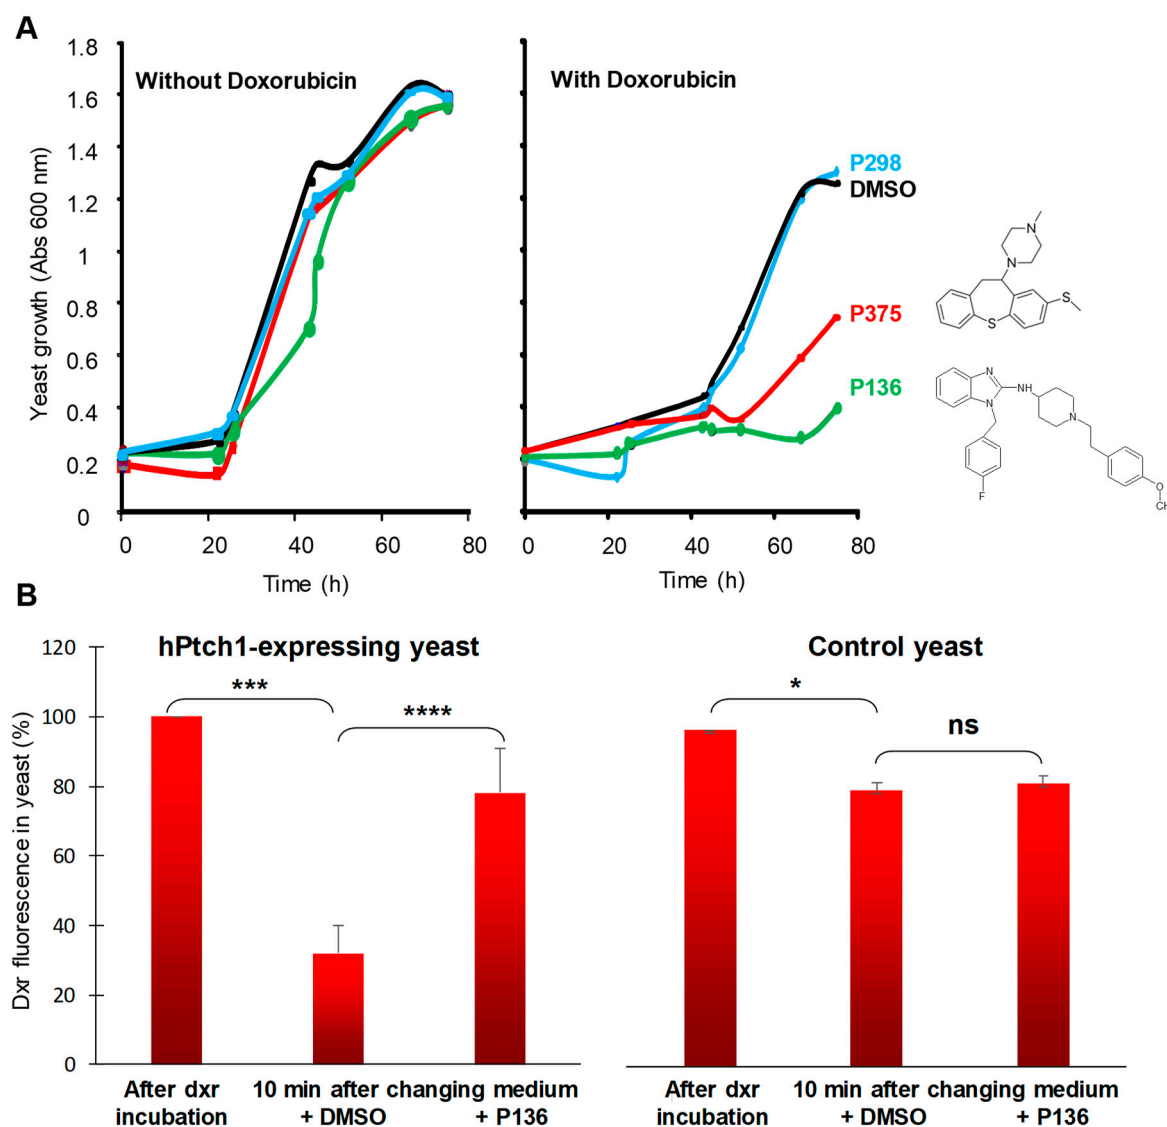 A
Without Doxorubicin
With Doxorubicin
Yeast growth (Abs 600 nm)
1.8
1.6
1.4
1.2
1
0.8
0.6
0.4
0.2
0
0 20 40 60 80
Time (h)
0 20 40 60 80
Time (h)
P298
DMSO
P375
P136
N
N
S
S
N
N
NH
N
F
O
CH
B
hPtch1-expressing yeast
Control yeast
Dxr fluorescence in yeast (%)
120
100
80
60
40
20
0
***
****
*
ns
After dxr
incubation
10 min after changing medium
+ DMSO + P136
After dxr
incubation
10 min after changing medium
+ DMSO + P136